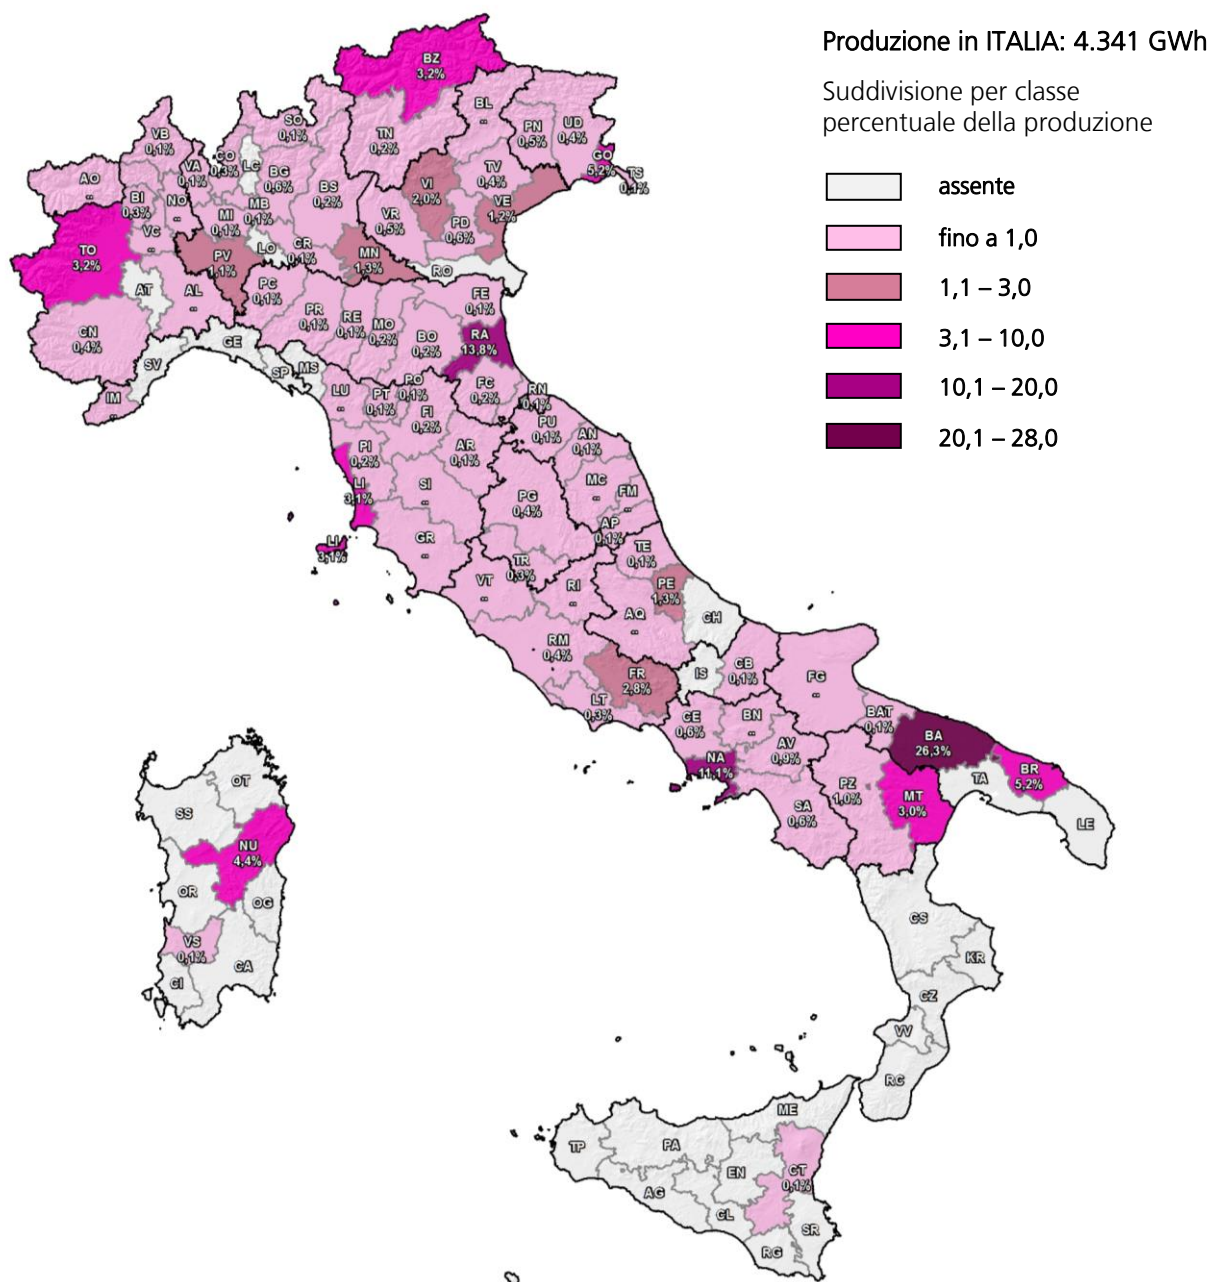 Produzione in ITALIA: 4.341 GWh
Suddivisione per classe
percentuale della produzione
assente
fino a 1,0
1,1 – 3,0
3,1 – 10,0
10,1 – 20,0
20,1 – 28,0
BZ
3,2%
BL
--
SO
0,1%
TN
0,2%
PN
0,5%
UD
0,4%
VB
0,1%
GO
5,2%
TS
0,1%
AO
--
VA
0,1%
CO
0,3%
LC
BG
0,6%
BS
0,2%
VI
2,0%
TV
0,4%
VE
1,2%
BI
0,3%
NO
--
MI
0,1%
MB
0,1%
VR
0,5%
PD
0,6%
VC
--
TO
3,2%
PV
1,1%
LO
CR
0,1%
MN
1,3%
RO
AT
AL
--
PC
0,1%
FE
0,1%
PR
0,1%
RE
0,1%
MO
0,2%
BO
0,2%
RA
13,8%
CN
0,4%
GE
SV
SP
MS
IM
--
LU
--
PT
0,1%
PO
0,1%
FI
0,2%
FC
0,2%
RN
0,1%
PU
0,1%
AN
0,1%
PI
0,2%
AR
0,1%
LI
3,1%
SI
--
PG
0,4%
MC
--
FM
--
AP
0,1%
LI
3,1%
GR
--
TE
0,1%
TR
0,3%
VT
--
RI
--
PE
1,3%
AQ
--
CH
RM
0,4%
FR
2,8%
IS
CB
0,1%
FG
--
LT
0,3%
CE
0,6%
BN
--
BAT
0,1%
BA
26,3%
AV
0,9%
NA
11,1%
PZ
1,0%
MT
3,0%
TA
BR
5,2%
SA
0,6%
LE
OT
SS
NU
4,4%
OR
OG
VS
0,1%
CA
CI
CS
KR
CZ
VV
RC
ME
TP
PA
EN
CT
0,1%
AG
CL
SR
RG